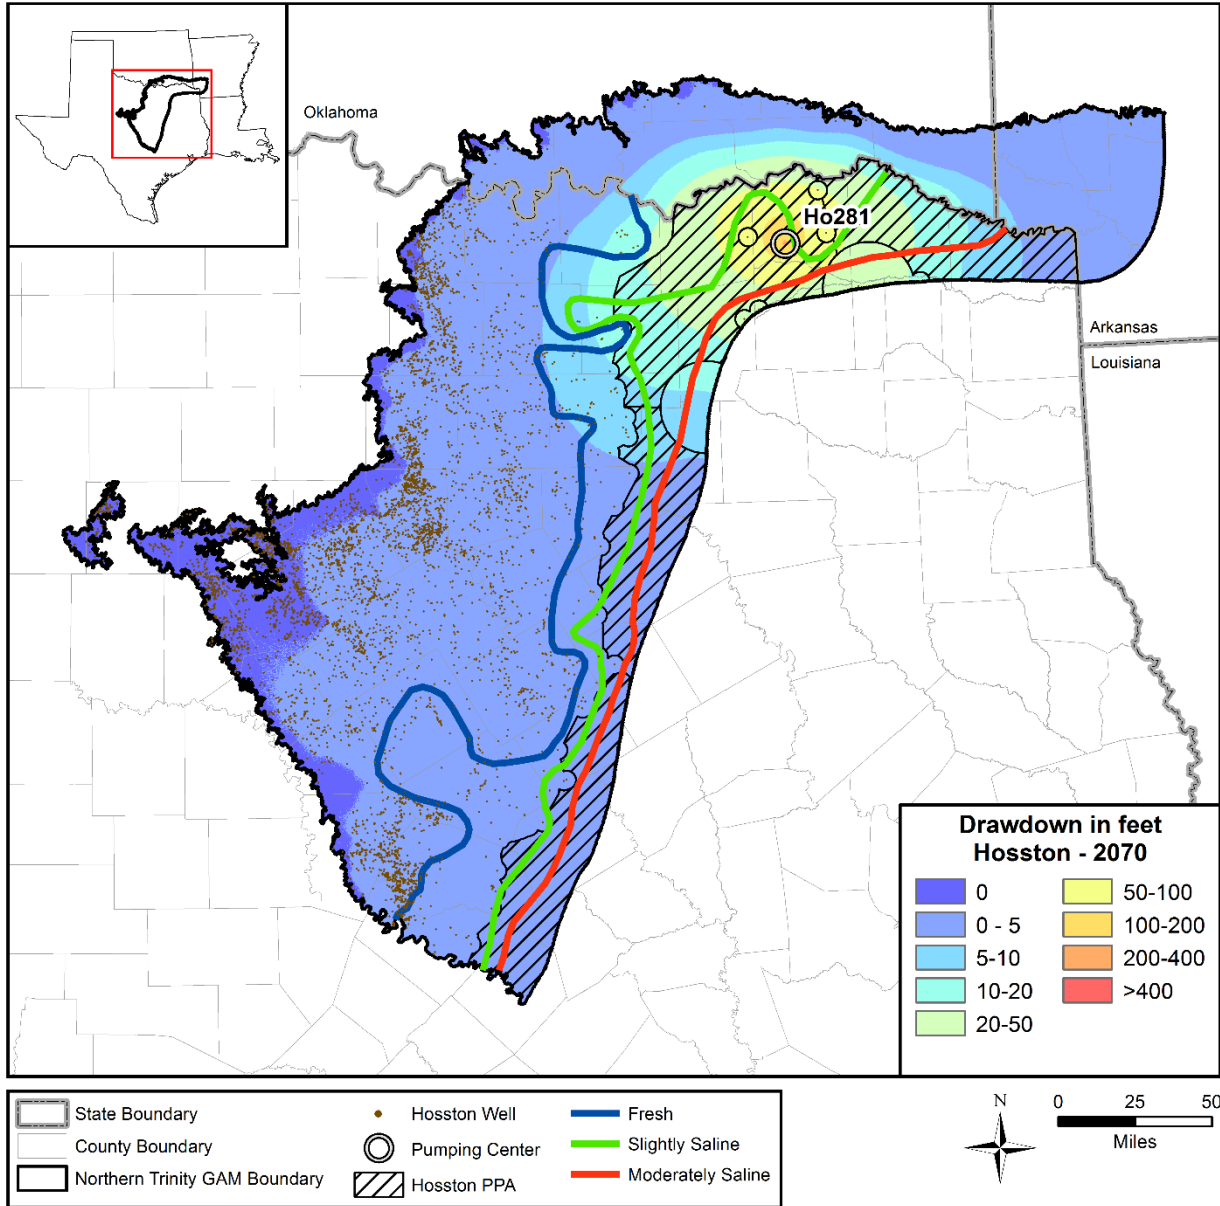 Oklahoma
Ho281
Arkansas
Louisiana
Drawdown in feet
Hosston - 2070
0
50-100
0 - 5
100-200
5-10
200-400
10-20
>400
20-50
State Boundary
County Boundary
Northern Trinity GAM Boundary
Hosston Well
Pumping Center
Hosston PPA
Fresh
Slightly Saline
Moderately Saline
N
0 25 50
Miles